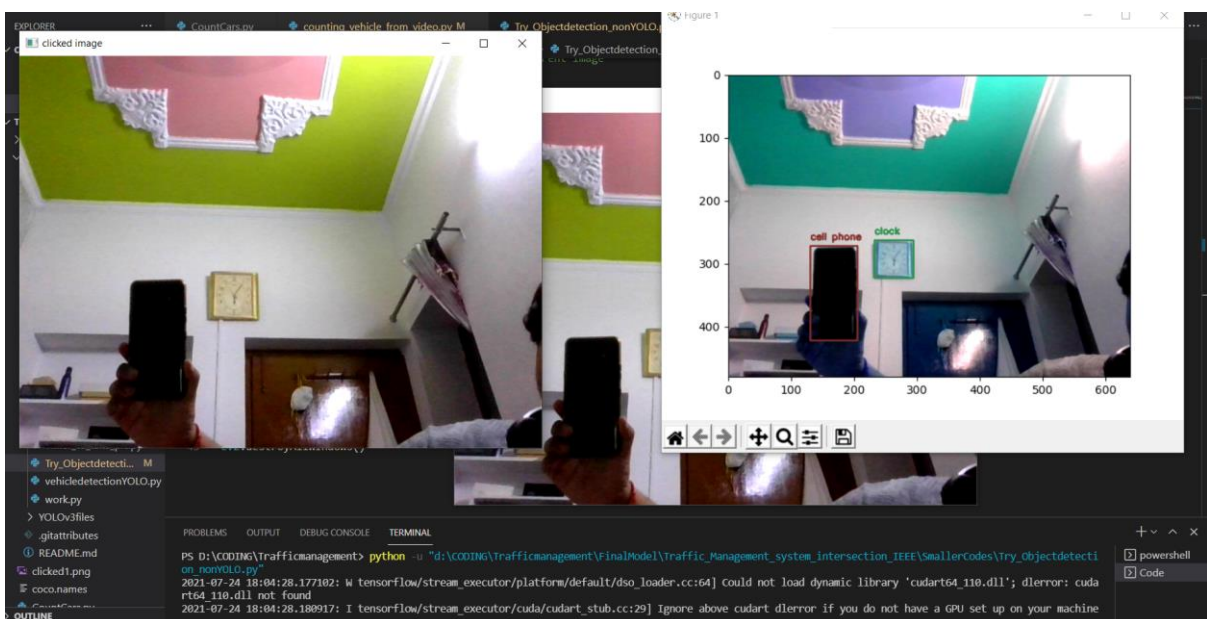 EXPLORER
CountCars.py
counting_vehicle_from_video.py M
Try_Objectdetection_nonYOLO.
Figure 1
clicked image
Try_Objectdetection_
ent image
0
100
200
300
400
cell phone
clock
0 100 200 300 400 500 600
Try_Objectdetecti... M
vehicledetectionYOLO.py
work.py
YOLOv3files
.gitattributes
README.md
clicked1.png
coco.names
CountCars.py
OUTLINE
PROBLEMS OUTPUT DEBUG CONSOLE TERMINAL
powershell
Code
PS D:\CODING\Trafficmanagement> python -u "d:\CODING\Trafficmanagement\FinalModel\Traffic_Management_system_intersection_IEEE\SmallerCodes\Try_Objectdetecti
on_nonYOLO.py"
2021-07-24 18:04:28.177102: W tensorflow/stream_executor/platform/default/dso_loader.cc:64] Could not load dynamic library 'cudart64_110.dll'; dlerror: cuda
rt64_110.dll not found
2021-07-24 18:04:28.180917: I tensorflow/stream_executor/cuda/cudart_stub.cc:29] Ignore above cudart dlerror if you do not have a GPU set up on your machine